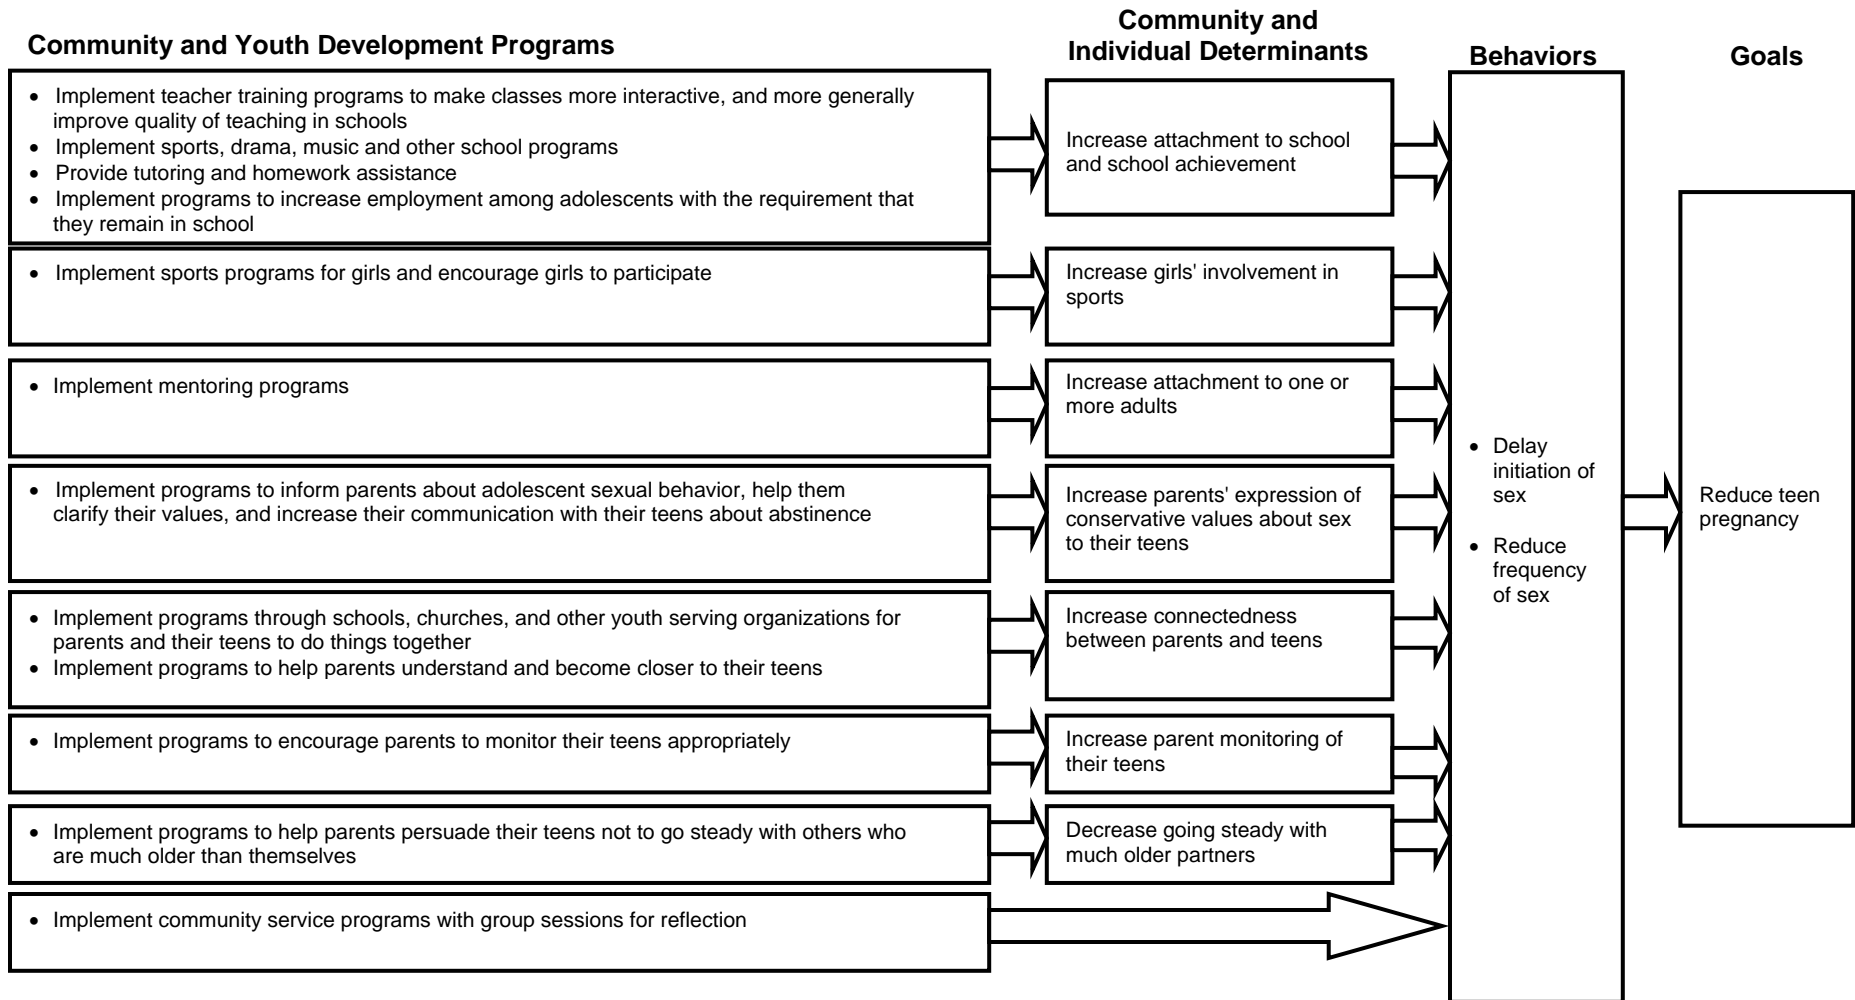 Community and Youth Development Programs
Community and
Individual Determinants
Behaviors
Goals
• Implement teacher training programs to make classes more interactive, and more generally
improve quality of teaching in schools
• Implement sports, drama, music and other school programs
• Provide tutoring and homework assistance
• Implement programs to increase employment among adolescents with the requirement that
they remain in school
Increase attachment to school
and school achievement
• Implement sports programs for girls and encourage girls to participate
Increase girls' involvement in
sports
• Implement mentoring programs
Increase attachment to one or
more adults
• Implement programs to inform parents about adolescent sexual behavior, help them
clarify their values, and increase their communication with their teens about abstinence
Increase parents' expression of
conservative values about sex
to their teens
• Implement programs through schools, churches, and other youth serving organizations for
parents and their teens to do things together
• Implement programs to help parents understand and become closer to their teens
Increase connectedness
between parents and teens
• Implement programs to encourage parents to monitor their teens appropriately
Increase parent monitoring of
their teens
• Implement programs to help parents persuade their teens not to go steady with others who
are much older than themselves
Decrease going steady with
much older partners
• Implement community service programs with group sessions for reflection
• Delay
initiation of
sex
• Reduce
frequency
of sex
Reduce teen
pregnancy